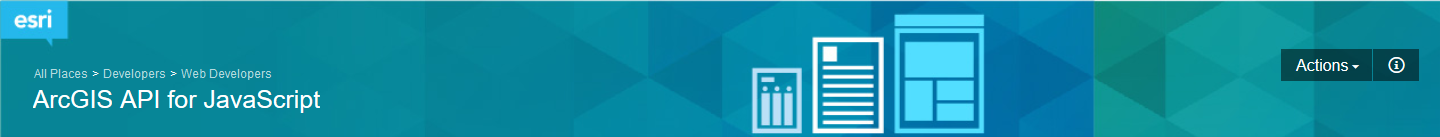 esri
All Places > Developers > Web Developers
ArcGIS API for JavaScript
Actions